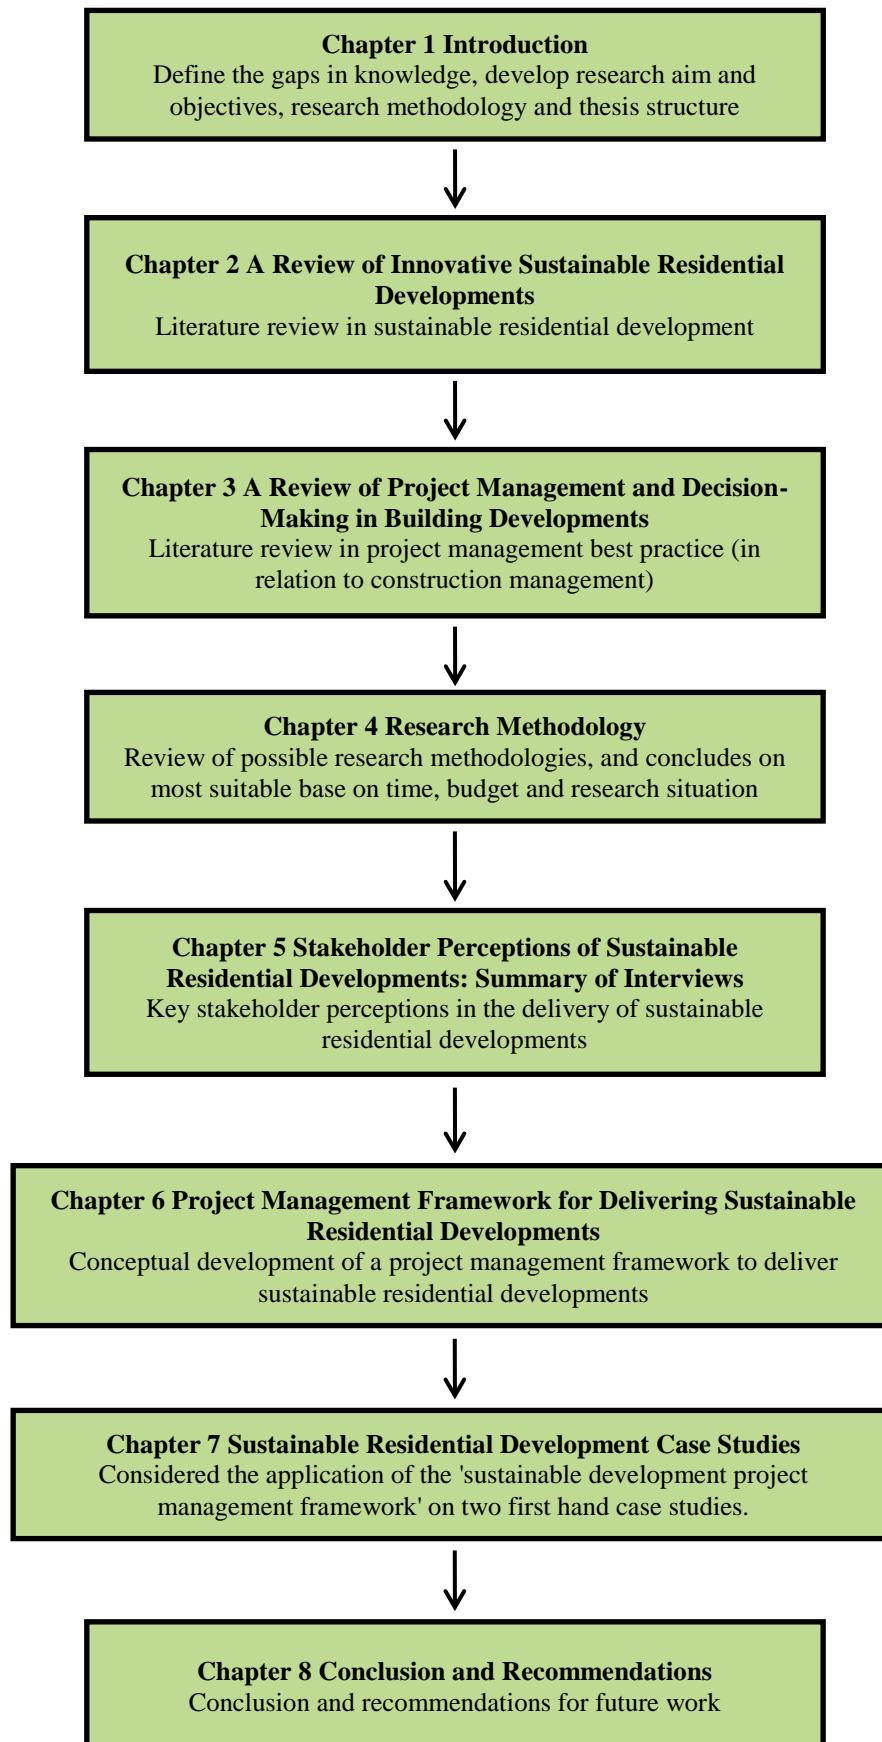 Chapter 1 Introduction
Define the gaps in knowledge, develop research aim and
objectives, research methodology and thesis structure
Chapter 2 A Review of Innovative Sustainable Residential
Developments
Literature review in sustainable residential development
Chapter 3 A Review of Project Management and Decision-
Making in Building Developments
Literature review in project management best practice (in
relation to construction management)
Chapter 4 Research Methodology
Review of possible research methodologies, and concludes on
most suitable base on time, budget and research situation
Chapter 5 Stakeholder Perceptions of Sustainable
Residential Developments: Summary of Interviews
Key stakeholder perceptions in the delivery of sustainable
residential developments
Chapter 6 Project Management Framework for Delivering Sustainable
Residential Developments
Conceptual development of a project management framework to deliver
sustainable residential developments
Chapter 7 Sustainable Residential Development Case Studies
Considered the application of the 'sustainable development project
management framework' on two first hand case studies.
Chapter 8 Conclusion and Recommendations
Conclusion and recommendations for future work